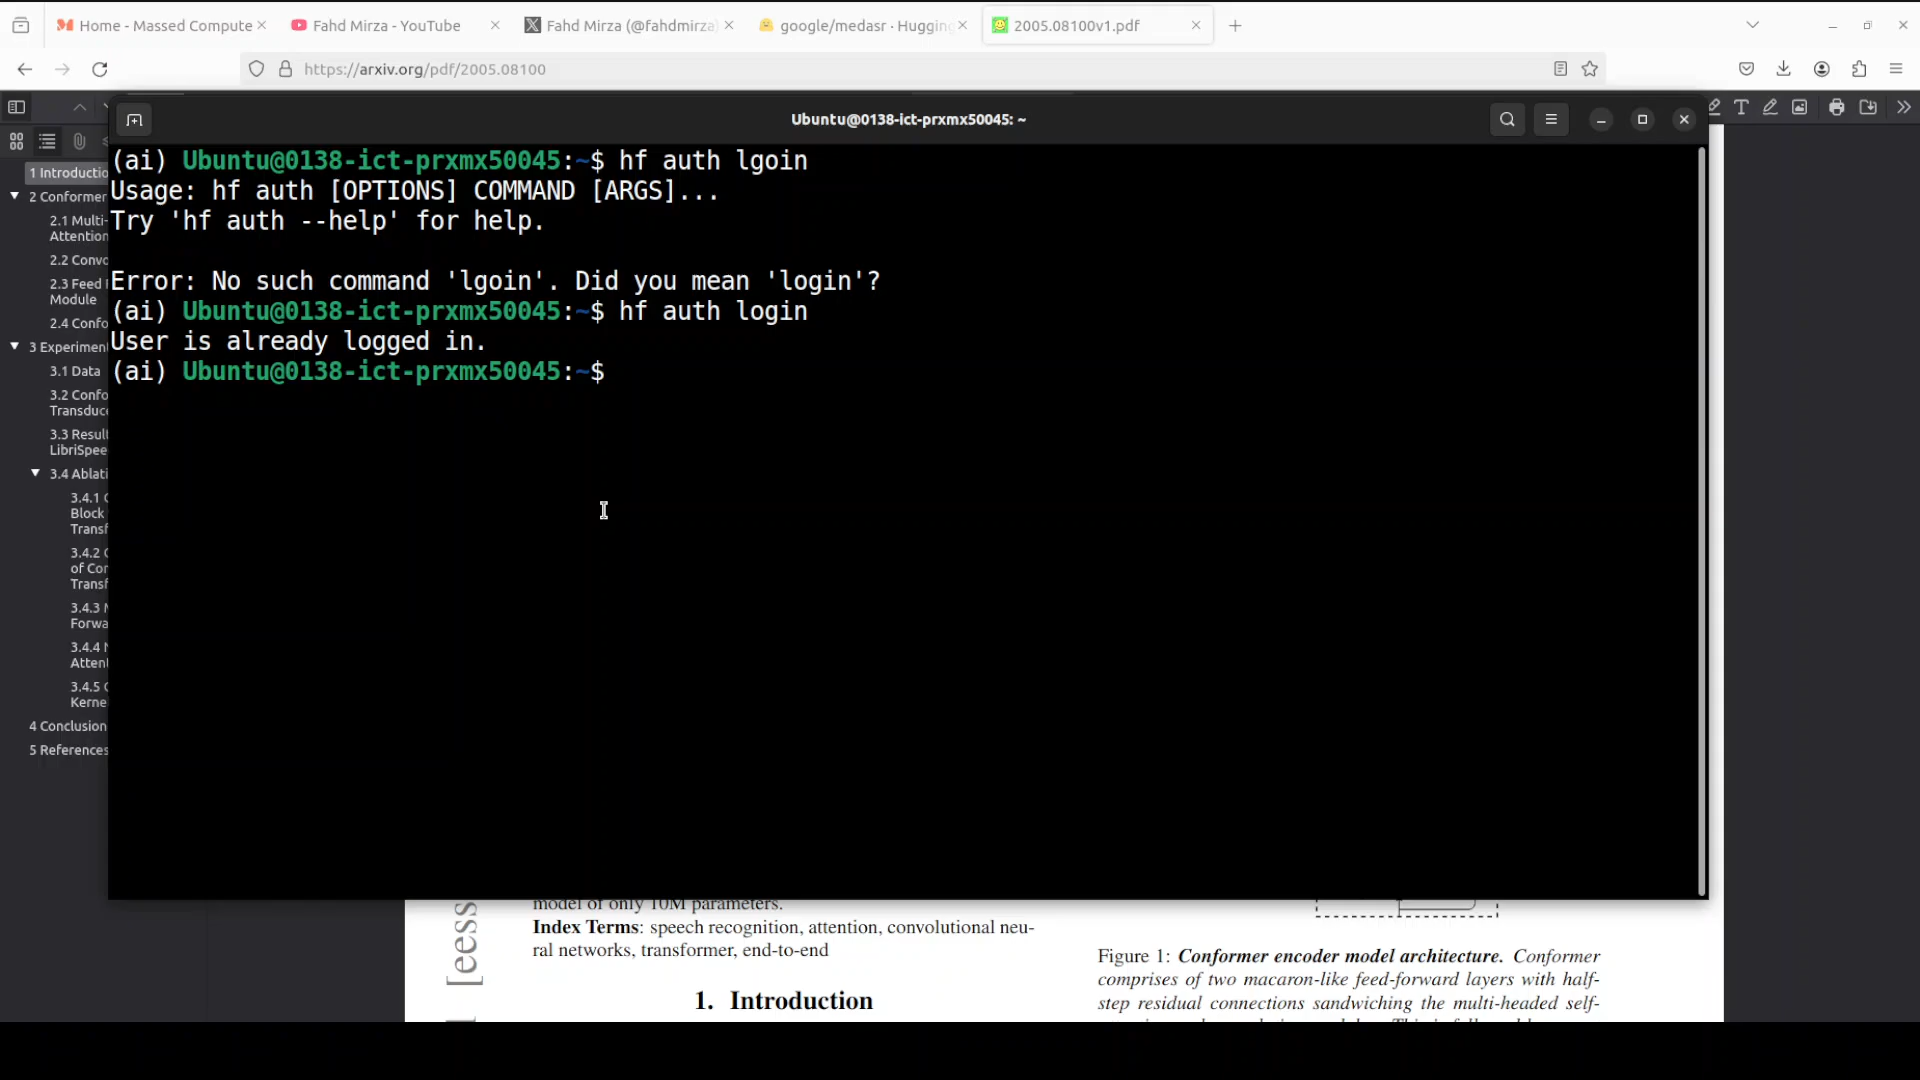 Home - Massed Compute
Fahd Mirza - YouTube
Fahd Mirza (@fahdmirza)
google/medasr · Hugging
2005.08100v1.pdf
https://arxiv.org/pdf/2005.08100
Ubuntu@0138-ict-prxmx50045: ~
(ai) Ubuntu@0138-ict-prxmx50045:~$ hf auth lgoin
Usage: hf auth [OPTIONS] COMMAND [ARGS]...
Try 'hf auth --help' for help.
Error: No such command 'lgoin'. Did you mean 'login'?
(ai) Ubuntu@0138-ict-prxmx50045:~$ hf auth login
User is already logged in.
(ai) Ubuntu@0138-ict-prxmx50045:~$
1 Introductio
2 Conformer
2.1 Multi-
Attention
2.2 Convo
2.3 Feed F
Module
2.4 Confo
3 Experiment
3.1 Data
3.2 Confo
Transduce
3.3 Result
LibriSpee
3.4 Ablati
3.4.1 C
Block
Transf
3.4.2 C
of Con
Transf
3.4.3 M
Forwa
3.4.4 N
Attent
3.4.5 C
Kerne
4 Conclusion
5 References
[eess
model of only 10M parameters.
Index Terms: speech recognition, attention, convolutional neu-
ral networks, transformer, end-to-end
1. Introduction
Figure 1: Conformer encoder model architecture. Conformer
comprises of two macaron-like feed-forward layers with half-
step residual connections sandwiching the multi-headed self-